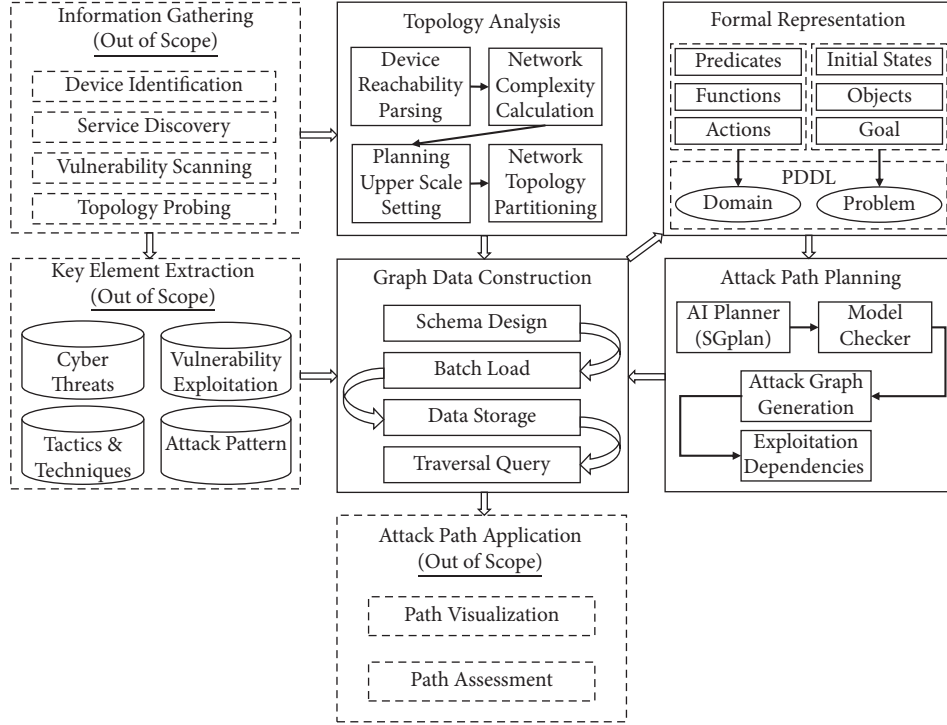 Information Gathering
(Out of Scope)
Device Identification
Service Discovery
Vulnerability Scanning
Topology Probing
Topology Analysis
Device
Reachability
Parsing
Network
Complexity
Calculation
Planning
Upper Scale
Setting
Network
Topology
Partitioning
Formal Representation
Predicates
Functions
Actions
Initial States
Objects
Goal
PDDL
Domain
Problem
Key Element Extraction
(Out of Scope)
Cyber
Threats
Vulnerability
Exploitation
Tactics &
Techniques
Attack Pattern
Graph Data Construction
Schema Design
Batch Load
Data Storage
Traversal Query
Attack Path Planning
AI Planner
(SGplan)
Model
Checker
Attack Graph
Generation
Exploitation
Dependencies
Attack Path Application
(Out of Scope)
Path Visualization
Path Assessment